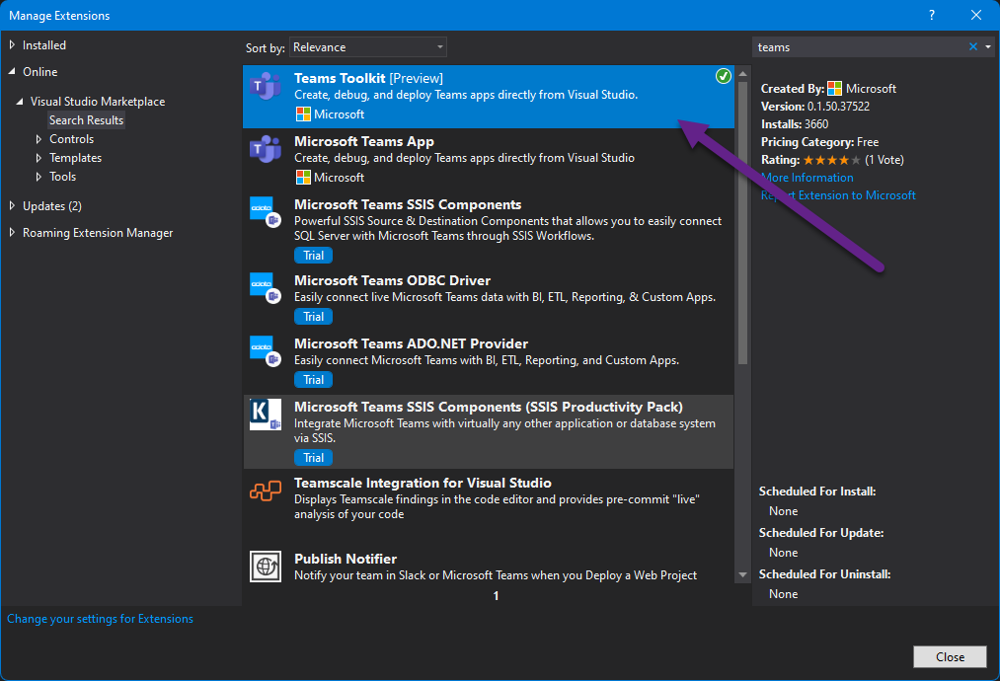 Manage Extensions
?
Installed
Online
Visual Studio Marketplace
Search Results
Controls
Templates
Tools
Updates (2)
Roaming Extension Manager
Change your settings for Extensions
Sort by: Relevance
Teams Toolkit [Preview]
Create, debug, and deploy Teams apps directly from Visual Studio.
Microsoft
Microsoft Teams App
Create, debug, and deploy Teams apps directly from Visual Studio
Microsoft
Microsoft Teams SSIS Components
Powerful SSIS Source & Destination Components that allows you to easily connect
SQL Server with Microsoft Teams through SSIS Workflows.
Trial
Microsoft Teams ODBC Driver
Easily connect live Microsoft Teams data with BI, ETL, Reporting, & Custom Apps.
Trial
Microsoft Teams ADO.NET Provider
Easily connect Microsoft Teams with BI, ETL, Reporting, and Custom Apps.
Trial
Microsoft Teams SSIS Components (SSIS Productivity Pack)
Integrate Microsoft Teams with virtually any other application or database system
via SSIS.
Trial
Teamscale Integration for Visual Studio
Displays Teamscale findings in the code editor and provides pre-commit "live"
analysis of your code
Publish Notifier
Notify your team in Slack or Microsoft Teams when you Deploy a Web Project
1
teams
Created By: Microsoft
Version: 0.1.50.37522
Installs: 3660
Pricing Category: Free
Rating: (1 Vote)
More Information
Report Extension to Microsoft
Scheduled For Install:
None
Scheduled For Update:
None
Scheduled For Uninstall:
None
Close